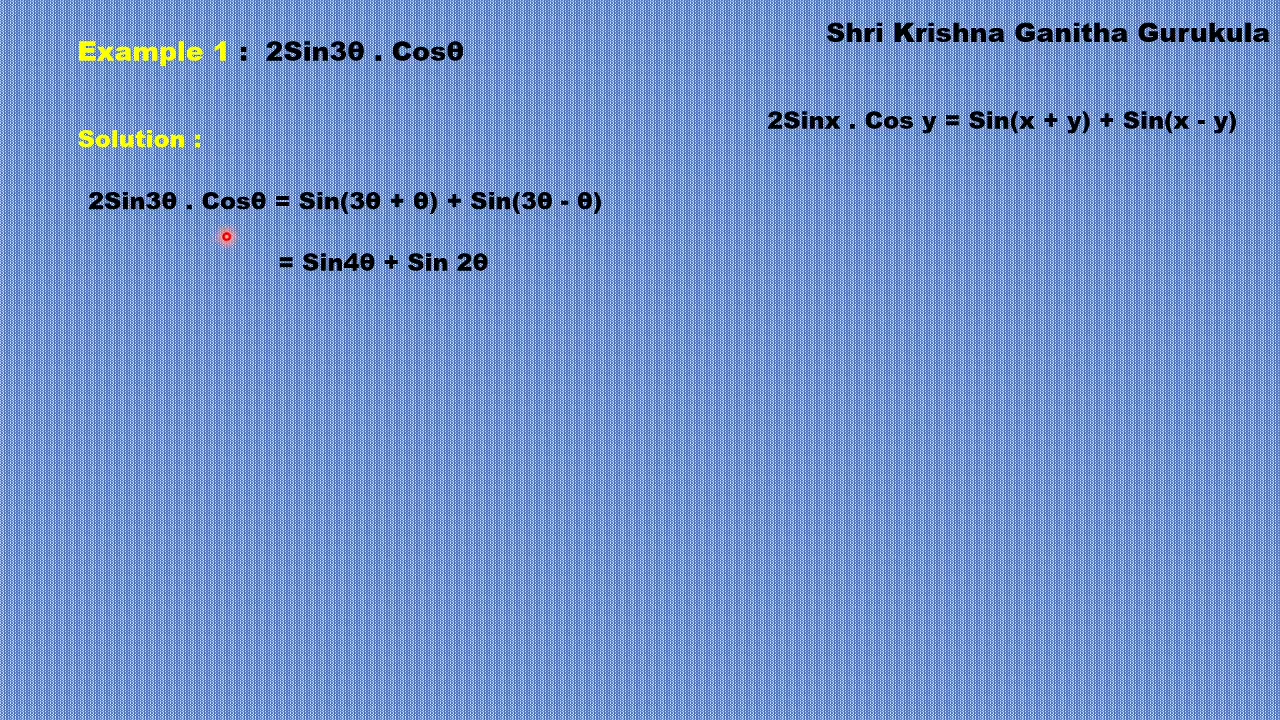 Shri Krishna Ganitha Gurukula
Example 1 : 2Sin3θ . Cosθ
2Sinx . Cos y = Sin(x + y) + Sin(x - y)
Solution :
2Sin3θ . Cosθ = Sin(3θ + θ) + Sin(3θ - θ)
= Sin4θ + Sin 2θ